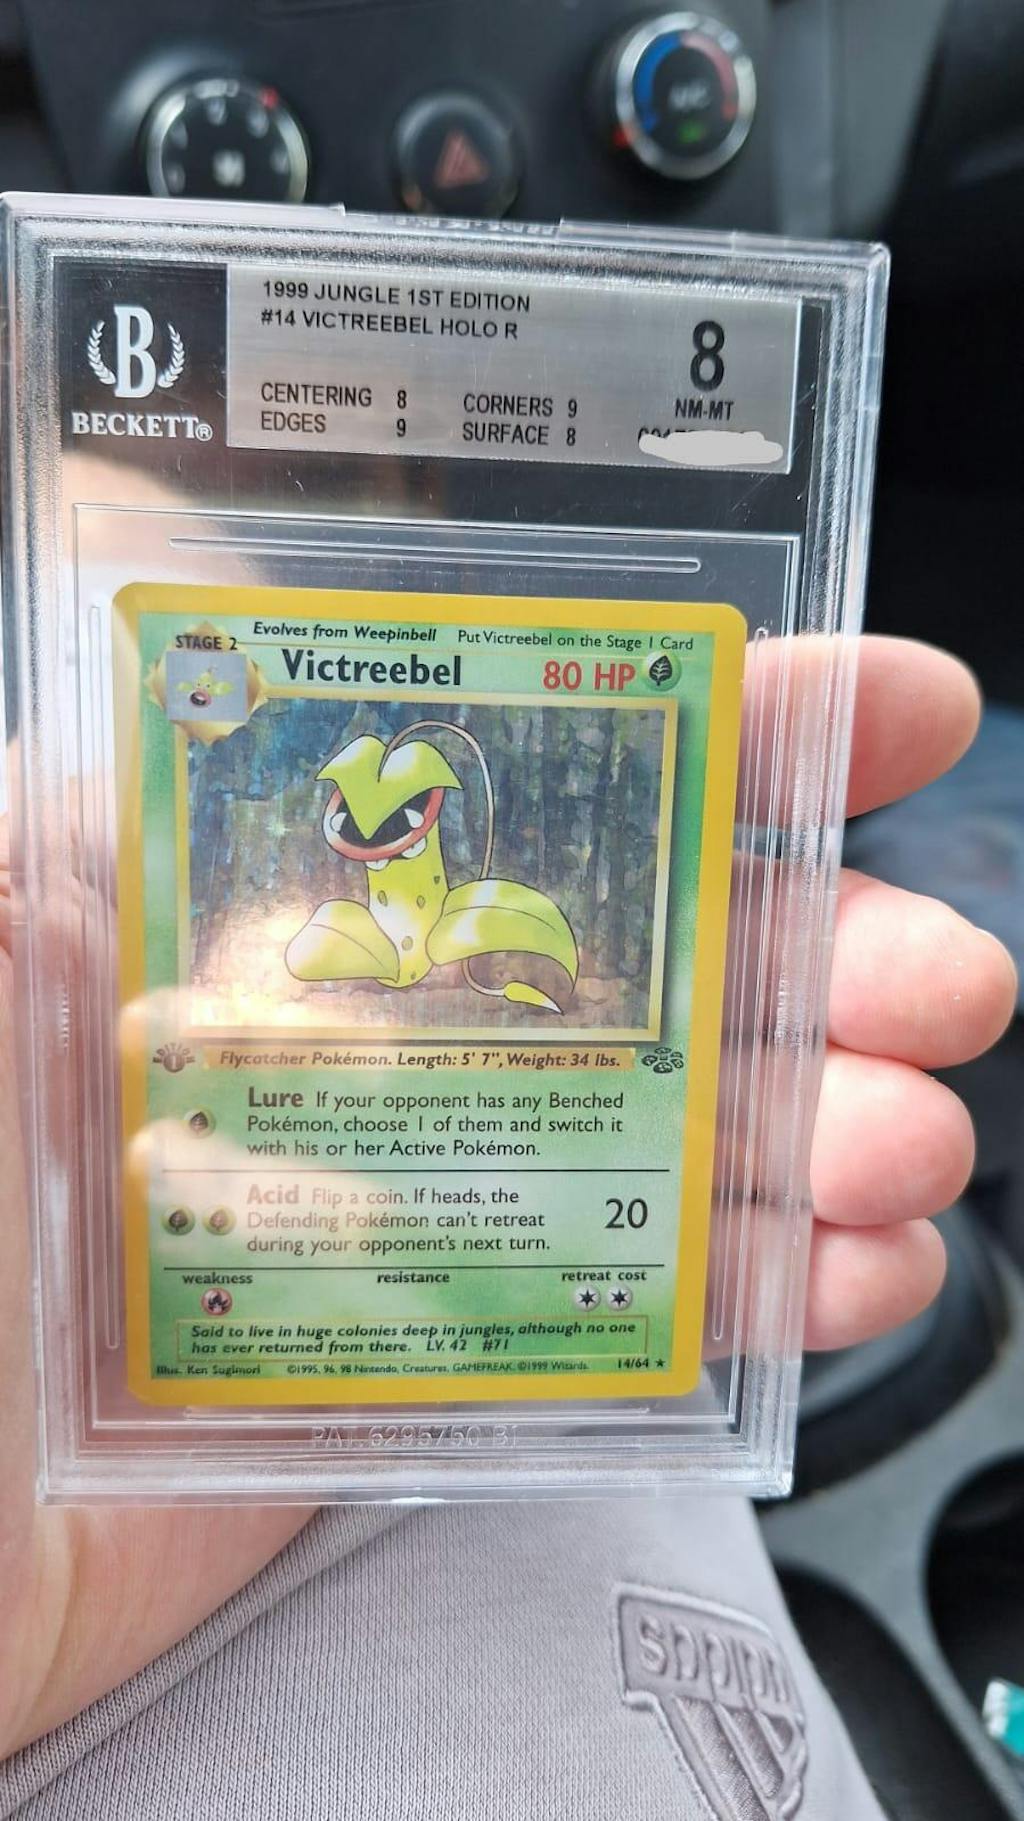 1999 JUNGLE 1ST EDITION
#14 VICTREEBEL HOLO R
8
NM-MT
CENTERING 8 CORNERS 9
EDGES 9 SURFACE 8
B
BECKETT®
STAGE 2 Evolves from Weepinbell Put Victreebel on the Stage 1 Card
Victreebel 80 HP
EDITION 1
Flycatcher Pokémon. Length: 5' 7", Weight: 34 lbs.
Lure If your opponent has any Benched
Pokémon, choose 1 of them and switch it
with his or her Active Pokémon.
Acid Flip a coin. If heads, the
Defending Pokémon can't retreat
during your opponent's next turn.
20
weakness resistance retreat cost
Said to live in huge colonies deep in jungles, although no one
has ever returned from there. LV. 42 #71
Illus. Ken Sugimori ©1995, 96, 98 Nintendo, Creatures, GAMEFREAK. ©1999 Wizards. 14/64 ★
PAT. 6295750 B1